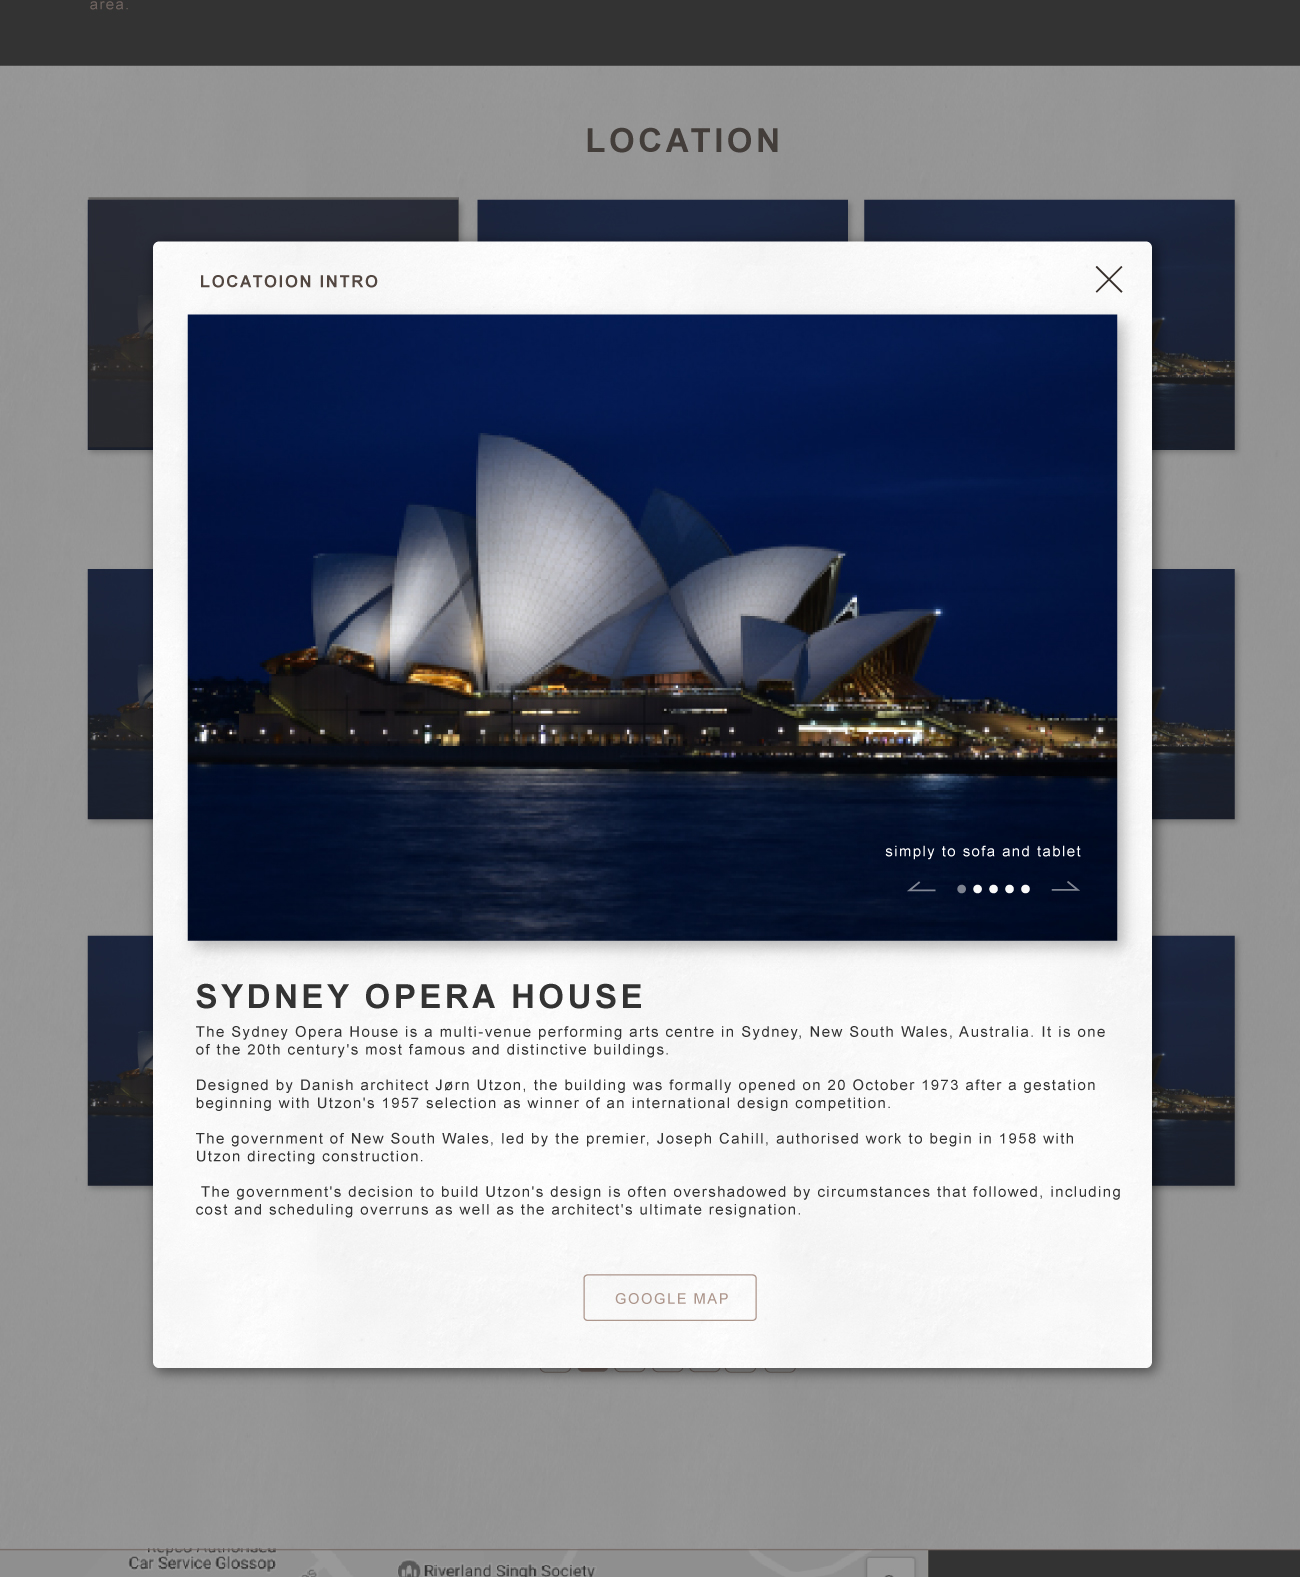 area.
LOCATION
LOCATOION INTRO
simply to sofa and tablet
SYDNEY OPERA HOUSE
The Sydney Opera House is a multi-venue performing arts centre in Sydney, New South Wales, Australia. It is one
of the 20th century's most famous and distinctive buildings.
Designed by Danish architect Jørn Utzon, the building was formally opened on 20 October 1973 after a gestation
beginning with Utzon's 1957 selection as winner of an international design competition.
The government of New South Wales, led by the premier, Joseph Cahill, authorised work to begin in 1958 with
Utzon directing construction.
The government's decision to build Utzon's design is often overshadowed by circumstances that followed, including
cost and scheduling overruns as well as the architect's ultimate resignation.
GOOGLE MAP
Repco Authorised
Car Service Glossop
Riverland Singh Society